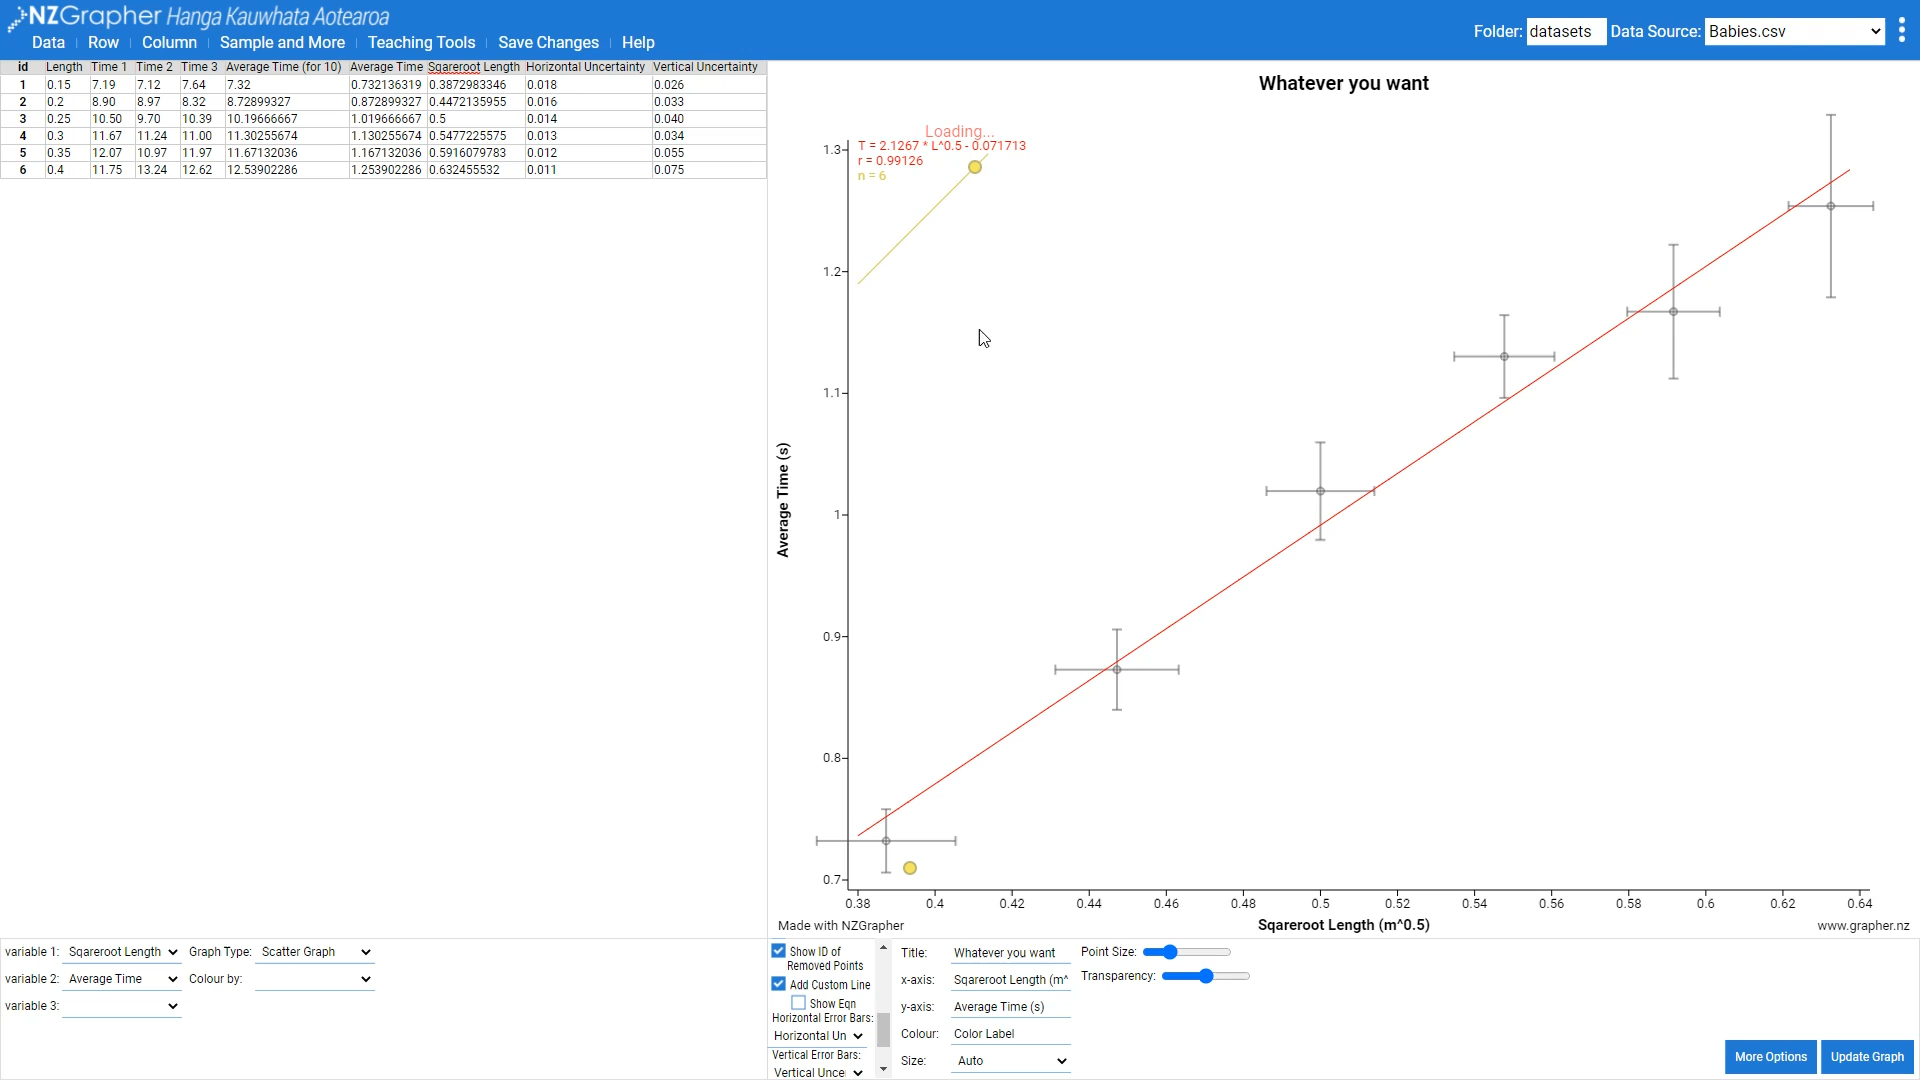 NZGrapher Hanga Kauwhata Aotearoa
Data Row Column Sample and More Teaching Tools Save Changes Help
Folder: datasets Data Source: Babies.csv
id Length Time 1 Time 2 Time 3 Average Time (for 10) Average Time Sqareroot Length Horizontal Uncertainty Vertical Uncertainty
1 0.15 7.19 7.12 7.64 7.32 0.732136319 0.3872983346 0.018 0.026
2 0.2 8.90 8.97 8.32 8.72899327 0.872899327 0.4472135955 0.016 0.033
3 0.25 10.50 9.70 10.39 10.19666667 1.019666667 0.5 0.014 0.040
4 0.3 11.67 11.24 11.00 11.30255674 1.130255674 0.5477225575 0.013 0.034
5 0.35 12.07 10.97 11.97 11.67132036 1.167132036 0.5916079783 0.012 0.055
6 0.4 11.75 13.24 12.62 12.53902286 1.253902286 0.632455532 0.011 0.075
Whatever you want
Loading...
T = 2.1267 * L^0.5 - 0.071713
r = 0.99126
n = 6
1.3
1.2
1.1
1
0.9
0.8
0.7
Average Time (s)
0.38 0.4 0.42 0.44 0.46 0.48 0.5 0.52 0.54 0.56 0.58 0.6 0.62 0.64
Made with NZGrapher
Sqareroot Length (m^0.5)
www.grapher.nz
variable 1: Sqareroot Length Graph Type: Scatter Graph
variable 2: Average Time Colour by:
variable 3:
Show ID of
Removed Points
Add Custom Line
Show Eqn
Horizontal Error Bars:
Horizontal Un
Vertical Error Bars:
Vertical Uncei
Title: Whatever you want
x-axis: Sqareroot Length (m^
y-axis: Average Time (s)
Colour: Color Label
Size: Auto
Point Size:
Transparency:
More Options Update Graph